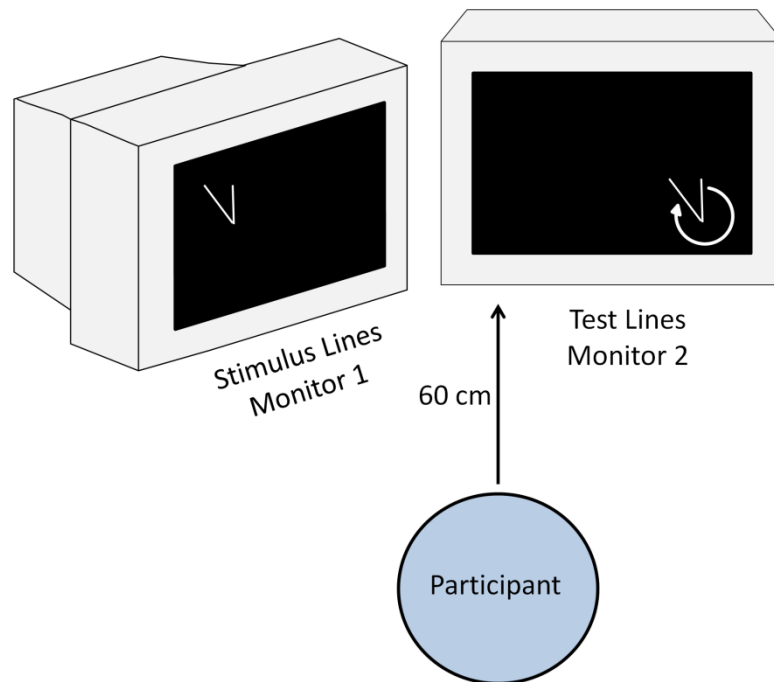 Stimulus Lines
Monitor 1
Test Lines
Monitor 2
60 cm
Participant